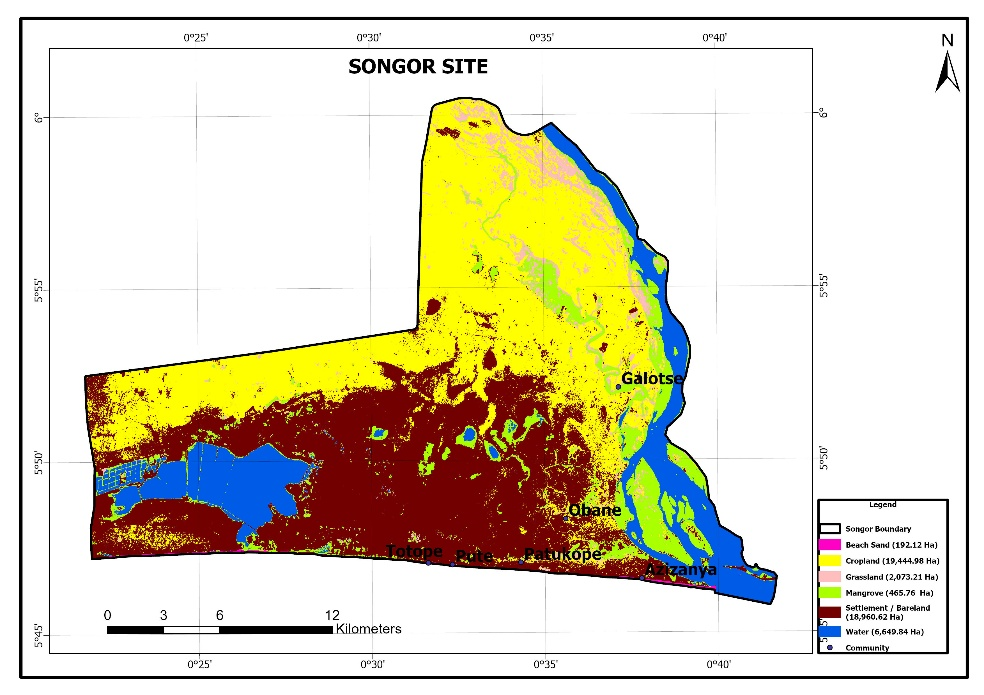 0°25'
0°30'
0°35'
0°40'
N
SONGOR SITE
6°
6°
5°55'
5°55'
Galotse
5°50'
5°50'
Obane
Totope
Pute
Patukope
Azizanya
Legend
Songor Boundary
Beach Sand (192.12 Ha)
Cropland (19,444.98 Ha)
Grassland (2,073.21 Ha)
Mangrove (465.76 Ha)
Settlement / Bareland
(18,960.62 Ha)
Water (6,649.84 Ha)
Community
0 3 6 12
Kilometers
5°45'
0°25'
0°30'
0°35'
0°40'